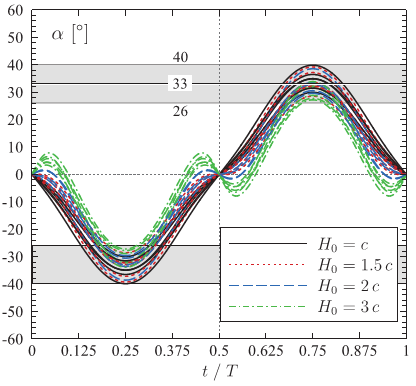 60
α [°]
50
40
40
30
33
20
26
10
0
-10
-20
-30
-40
-50
-60
H₀ = c
H₀ = 1.5 c
H₀ = 2 c
H₀ = 3 c
0 0.125 0.25 0.375 0.5 0.625 0.75 0.875 1
t / T